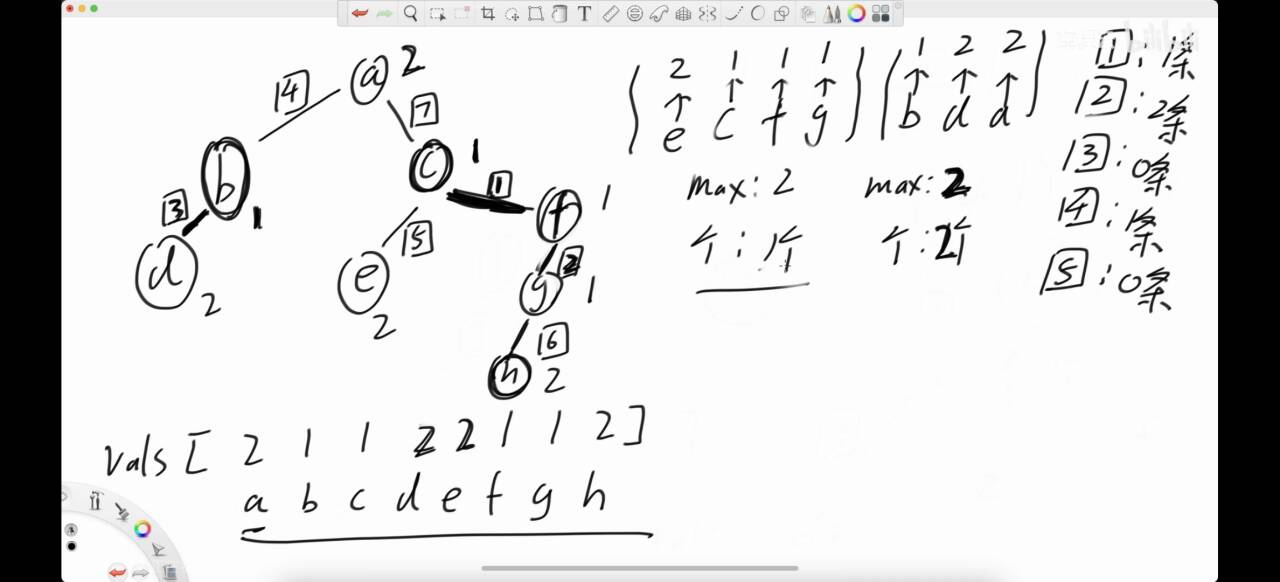 a 2
4
7
b 1
c 1
1
f 1
3
5
2
d 2
e 2
g 1
6
h 2
2 1 1 1
↑ ↑ ↑ ↑
e c f g
max: 2
个: 1个
1 2 2
↑ ↑ ↑
b d a
max: 2
个: 2个
1: 1条
2: 2条
3: 0条
4: 1条
5: 0条
vals [ 2 1 1 2 2 1 1 2 ]
a b c d e f g h
T